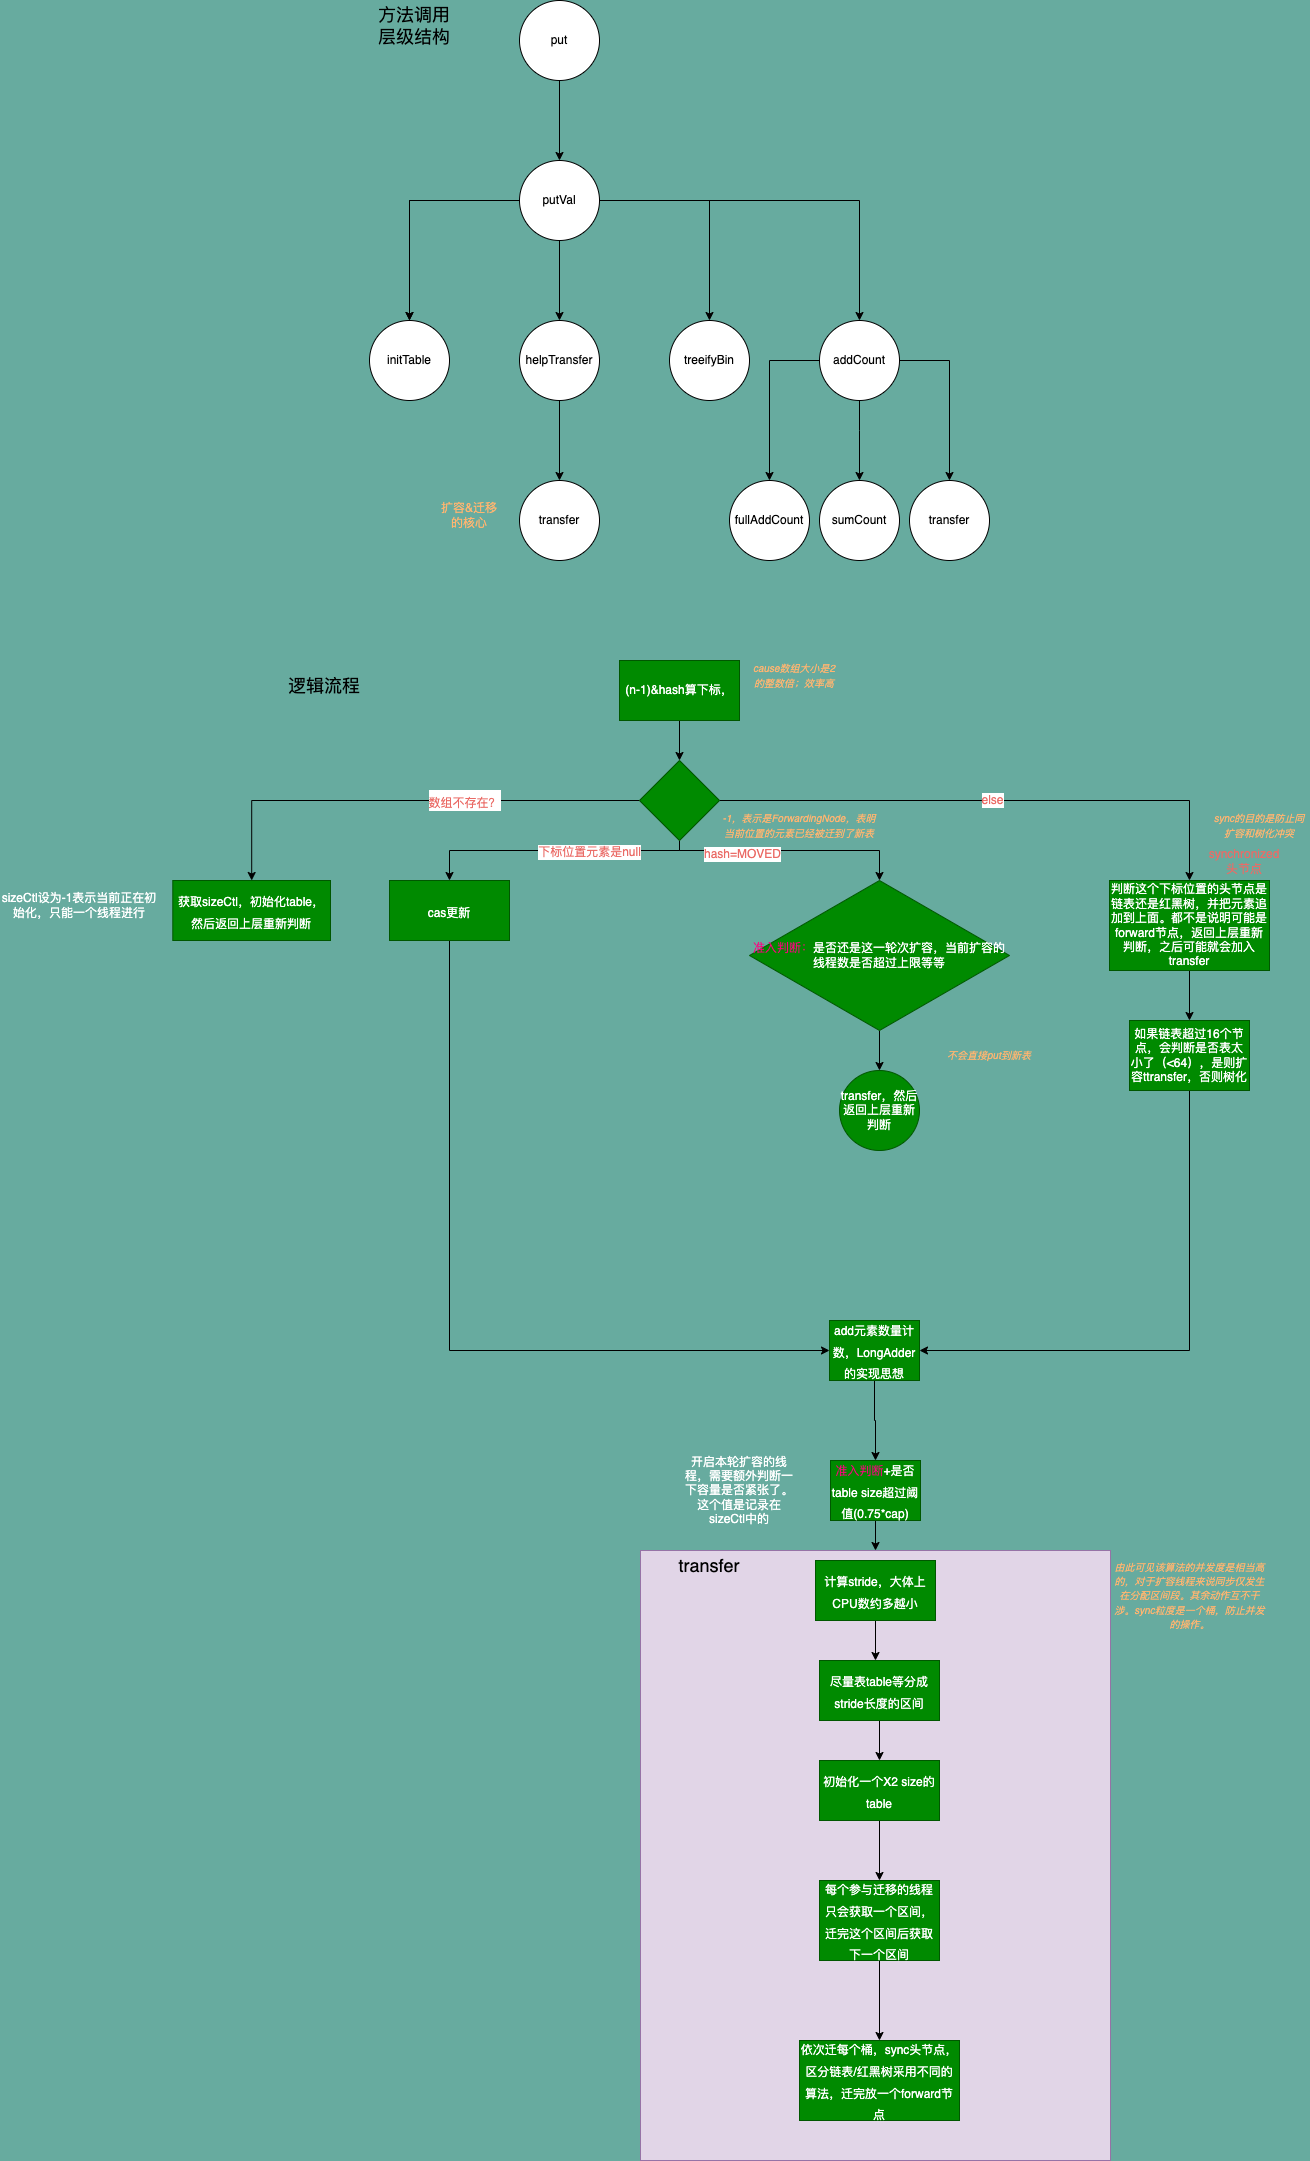 方法调用
层级结构
put
putVal
initTable
helpTransfer
treeifyBin
addCount
扩容&迁移
的核心
transfer
fullAddCount
sumCount
transfer
逻辑流程
(n-1)&hash算下标，
cause数组大小是2
的整数倍；效率高
数组不存在?
else
-1，表示是ForwardingNode，表明
当前位置的元素已经被迁到了新表
sync的目的是防止同
扩容和树化冲突
下标位置元素是null
hash=MOVED
synchronized
头节点
sizeCtl设为-1表示当前正在初
始化，只能一个线程进行
获取sizeCtl，初始化table，
然后返回上层重新判断
cas更新
准入判断：是否还是这一轮次扩容，当前扩容的
线程数是否超过上限等等
判断这个下标位置的头节点是
链表还是红黑树，并把元素追
加到上面。都不是说明可能是
forward节点，返回上层重新
判断，之后可能就会加入
transfer
如果链表超过16个节
点，会判断是否表太
小了（<64），是则扩
容ttransfer，否则树化
不会直接put到新表
transfer，然后
返回上层重新
判断
add元素数量计
数，LongAdder
的实现思想
开启本轮扩容的线
程，需要额外判断一
下容量是否紧张了。
这个值是记录在
sizeCtl中的
准入判断+是否
table size超过阈
值(0.75*cap)
transfer
计算stride，大体上
CPU数约多越小
由此可见该算法的并发度是相当高
的，对于扩容线程来说同步仅发生
在分配区间段。其余动作互不干
涉。sync粒度是一个桶，防止并发
的操作。
尽量表table等分成
stride长度的区间
初始化一个X2 size的
table
每个参与迁移的线程
只会获取一个区间，
迁完这个区间后获取
下一个区间
依次迁每个桶，sync头节点，
区分链表/红黑树采用不同的
算法，迁完放一个forward节
点